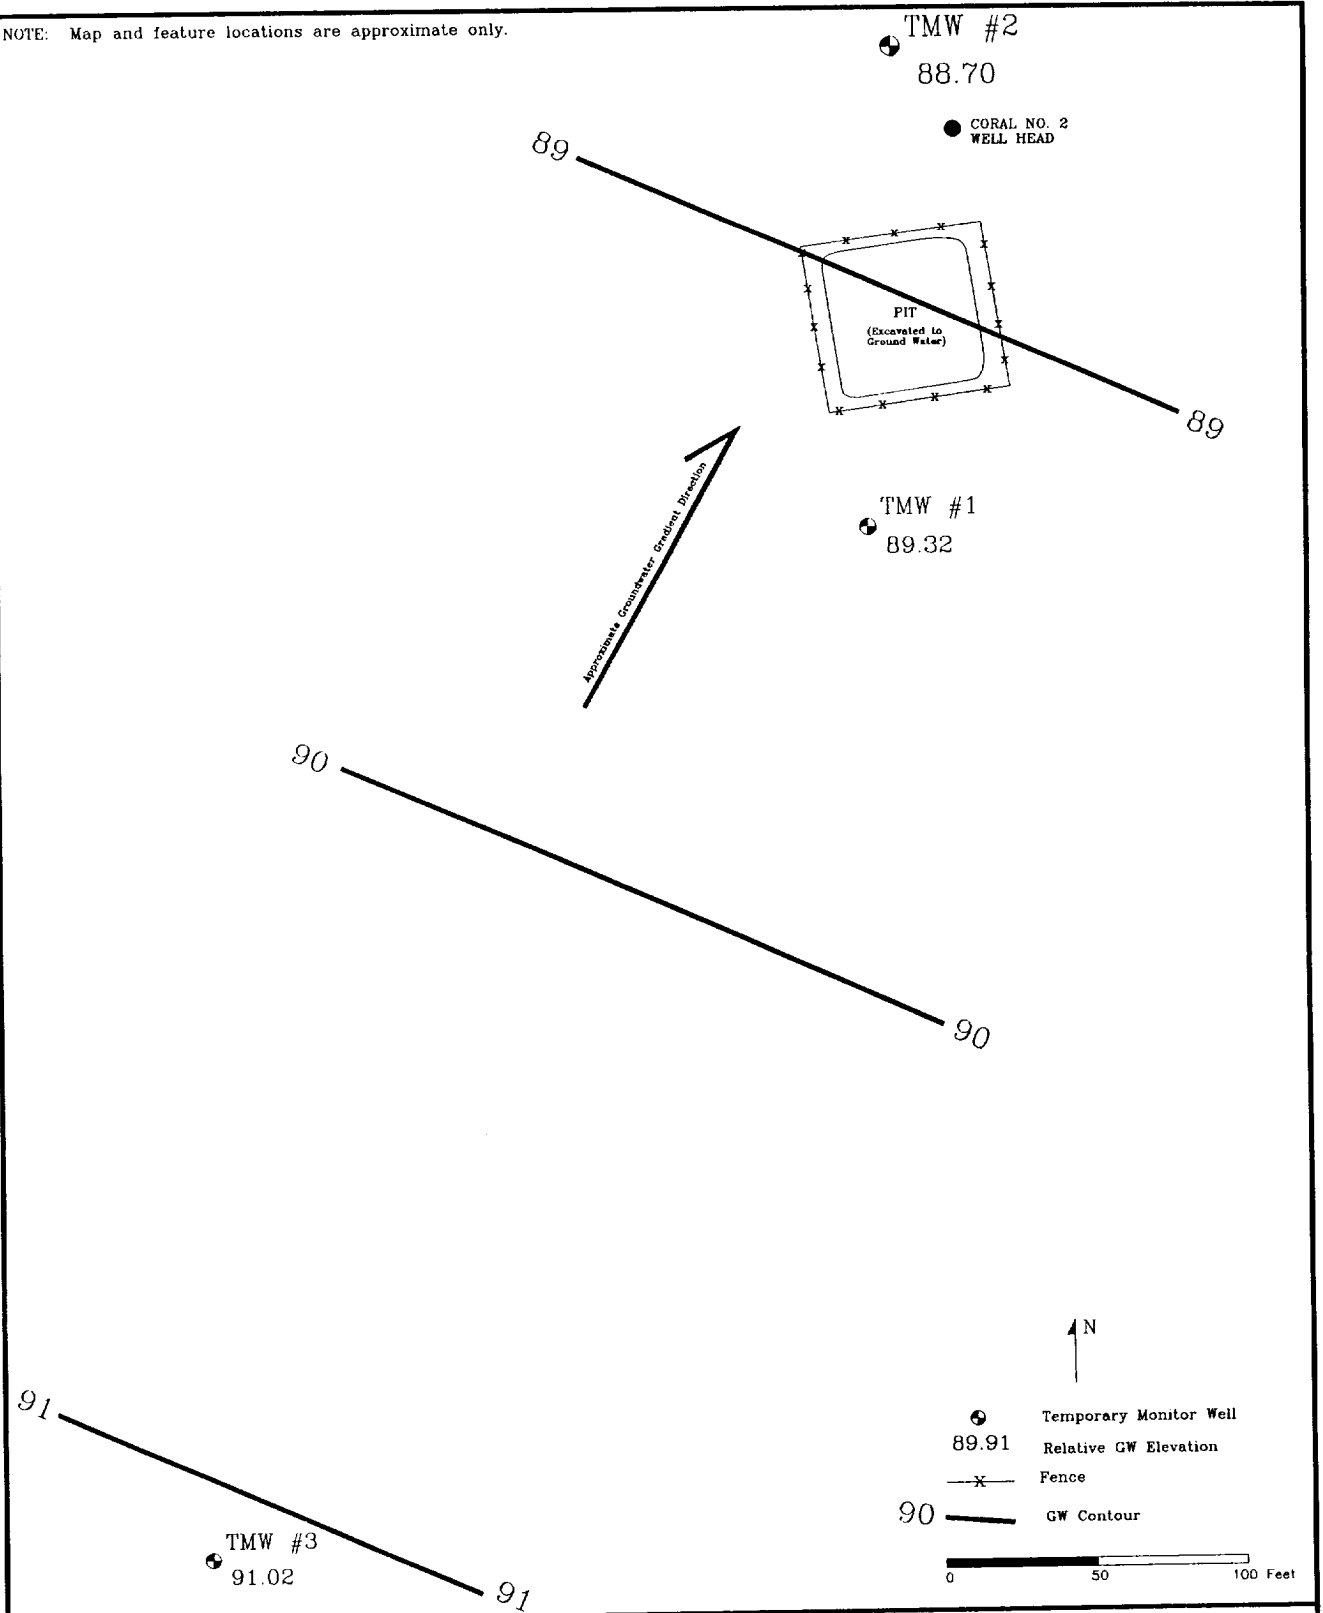 NOTE: Map and feature locations are approximate only.
TMW #2
88.70
CORAL NO. 2
WELL HEAD
89
PIT
(Excavated to
Ground Water)
89
Approximate Groundwater Gradient Direction
TMW #1
89.32
90
90
N
91
Temporary Monitor Well
89.91 Relative GW Elevation
X Fence
90 GW Contour
TMW #3
91.02
91
0 50 100 Feet